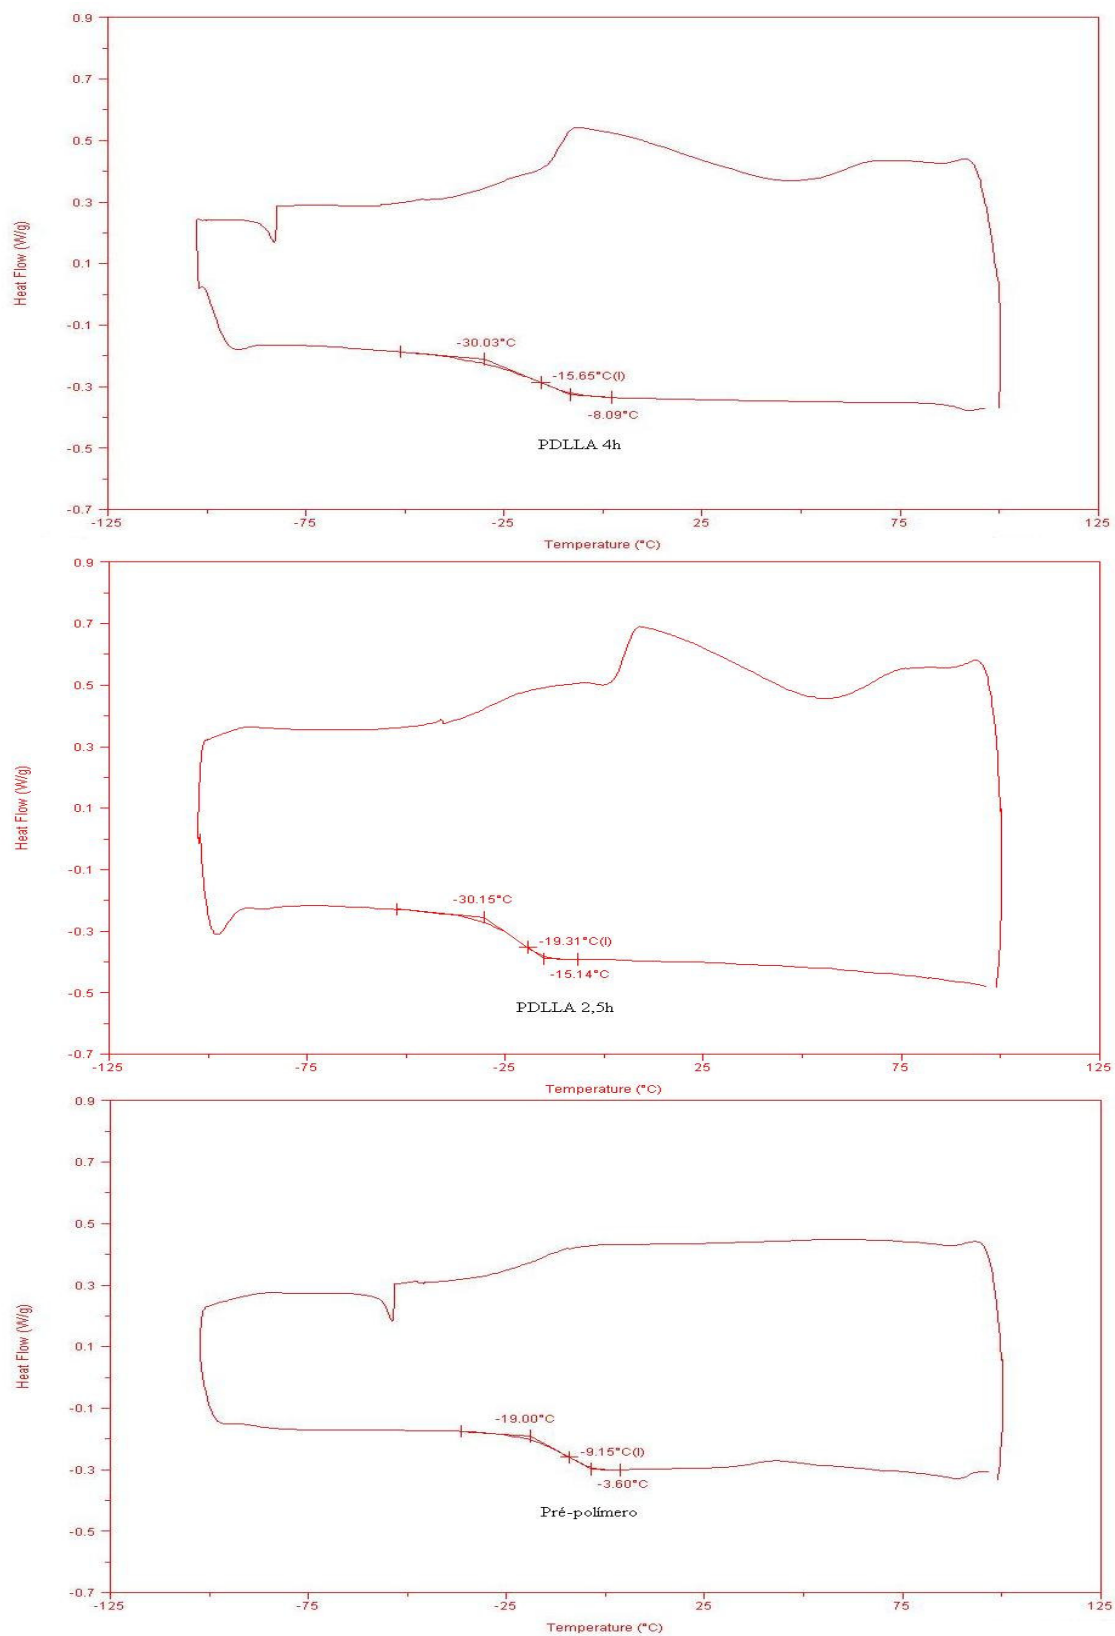 0.9
0.7
0.5
0.3
0.1
-0.1
-0.3
-0.5
-0.7
Heat Flow (W/g)
-30.03°C
-15.65°C(I)
-8.09°C
PDLLA 4h
-125
-75
-25
25
75
125
Temperature (°C)
0.9
0.7
0.5
0.3
0.1
-0.1
-0.3
-0.5
-0.7
Heat Flow (W/g)
-30.15°C
-19.31°C(I)
-15.14°C
PDLLA 2,5h
-125
-75
-25
25
75
125
Temperature (°C)
0.9
0.7
0.5
0.3
0.1
-0.1
-0.3
-0.5
-0.7
Heat Flow (W/g)
-19.00°C
-9.15°C(I)
-3.60°C
Pré-polímero
-125
-75
-25
25
75
125
Temperature (°C)